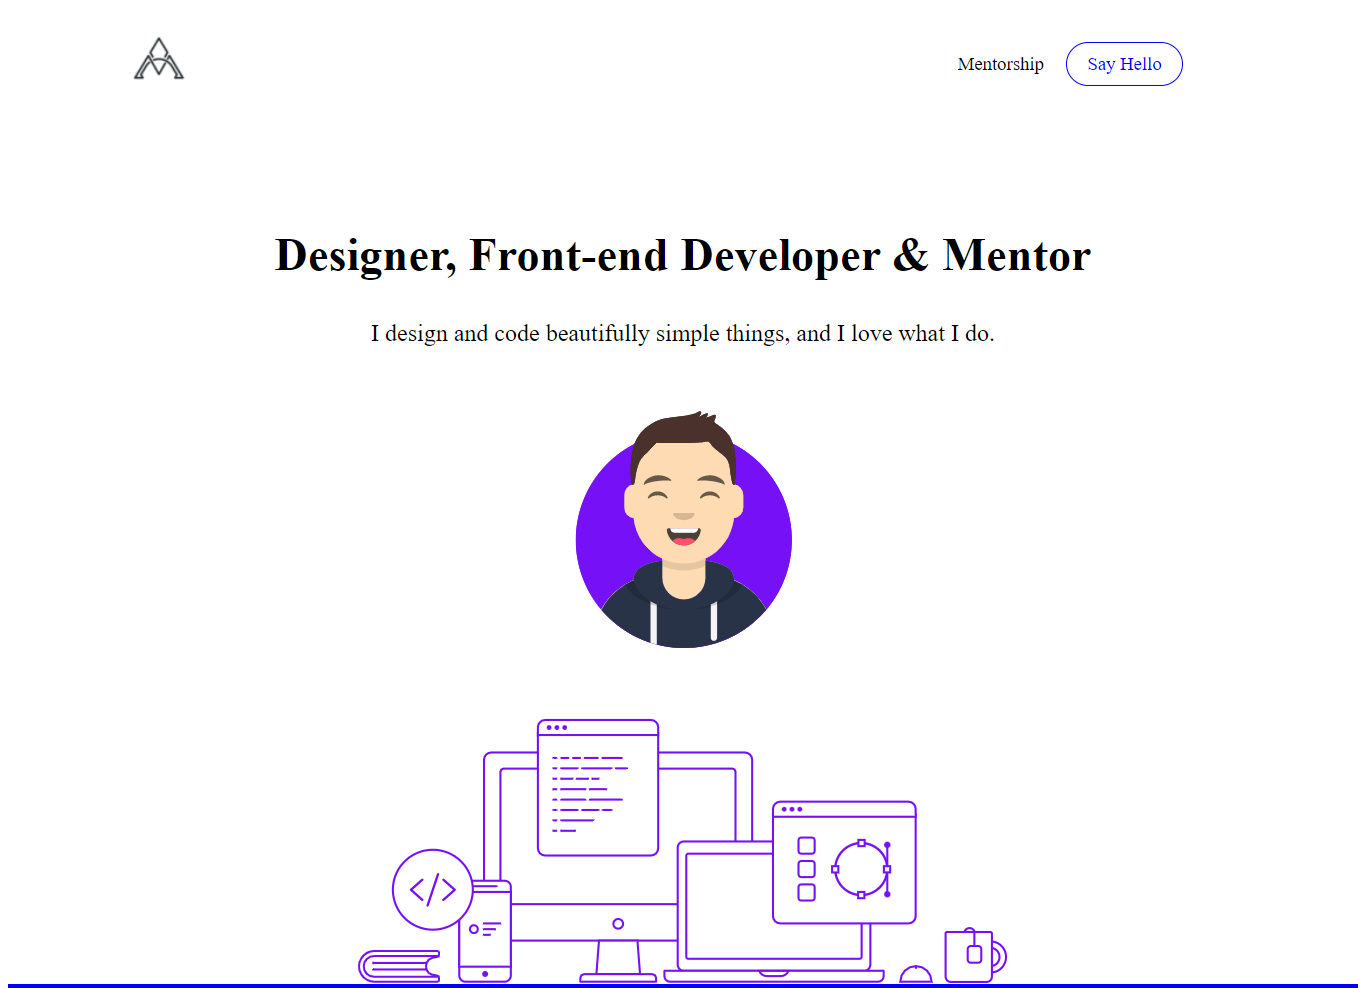 Mentorship
Say Hello
Designer, Front-end Developer & Mentor
I design and code beautifully simple things, and I love what I do.
</>